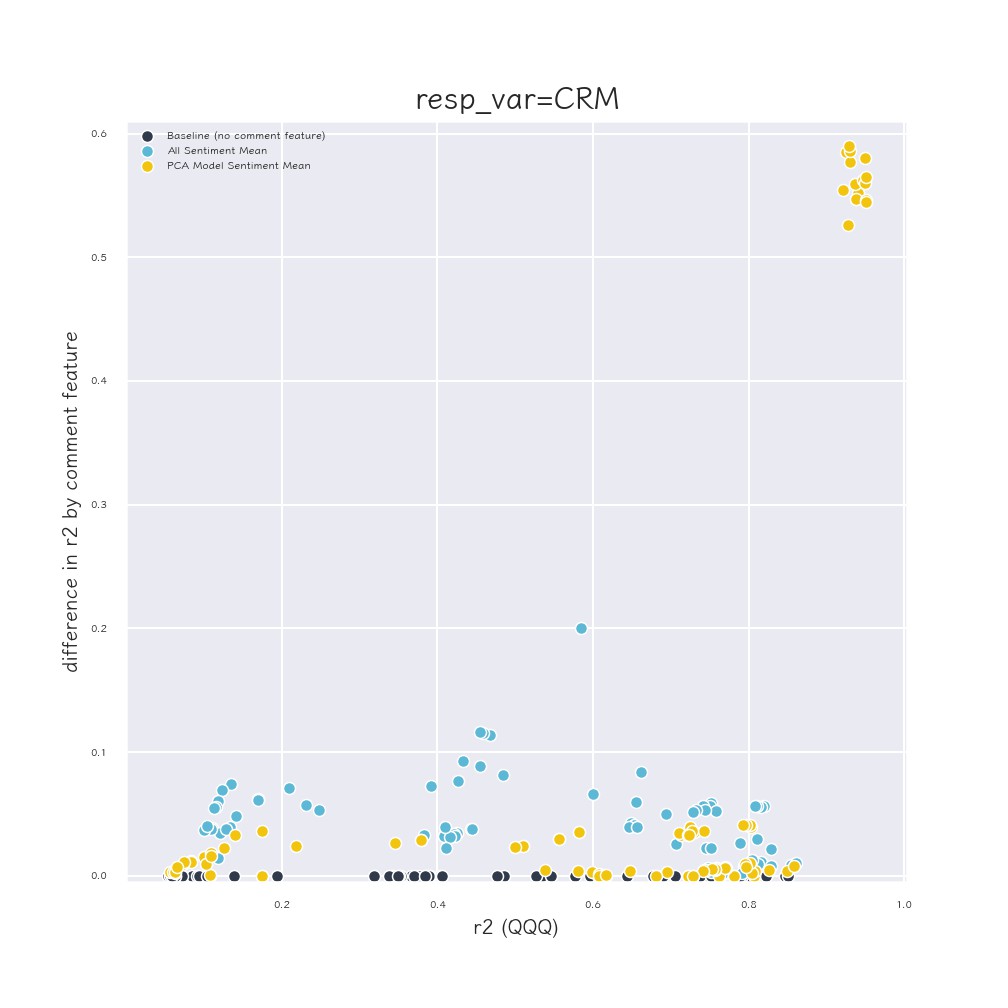 resp_var=CRM
Baseline (no comment feature)
All Sentiment Mean
PCA Model Sentiment Mean
difference in r2 by comment feature
0.6
0.5
0.4
0.3
0.2
0.1
0.0
0.2
0.4
0.6
0.8
1.0
r2 (QQQ)